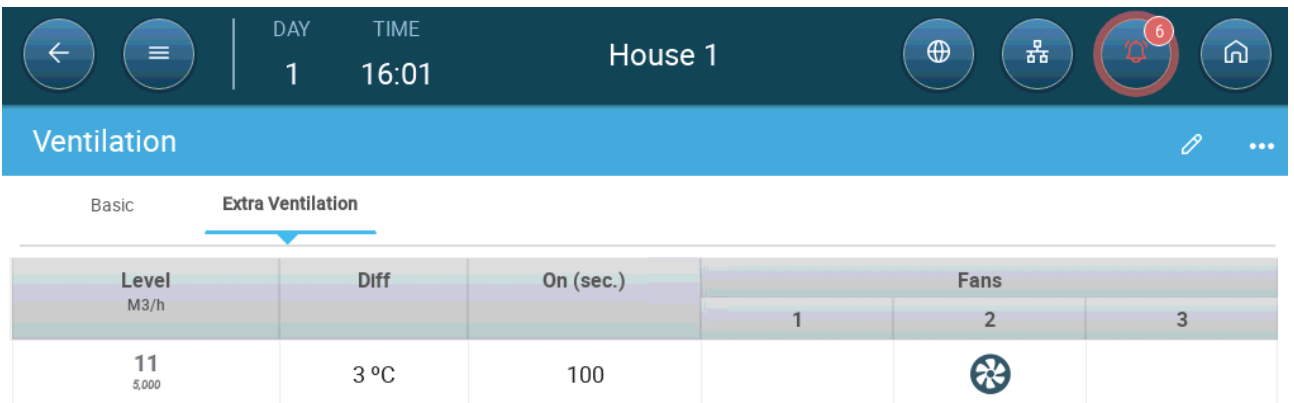 DAY TIME
1 16:01
House 1
6
Ventilation
Basic Extra Ventilation
Level Diff On (sec.) Fans
M3/h
1 2 3
11 3 ºC 100
5,000